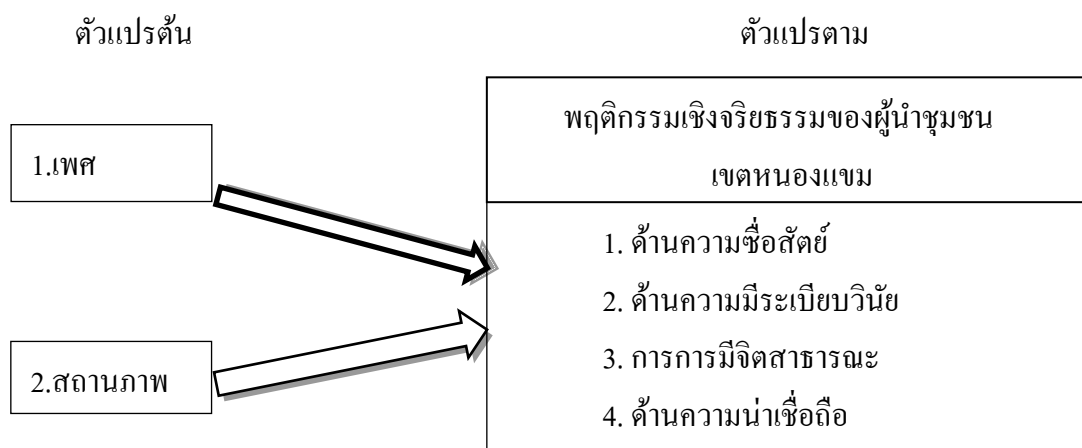 ตัวแปรต้น
ตัวแปรตาม
พฤติกรรมเชิงจริยธรรมของผู้นำชุมชน
เขตหนองแขม
1.เพศ
1. ด้านความซื่อสัตย์
2. ด้านความมีระเบียบวินัย
3. การการมีจิตสาธารณะ
2.สถานภาพ
4. ด้านความน่าเชื่อถือ